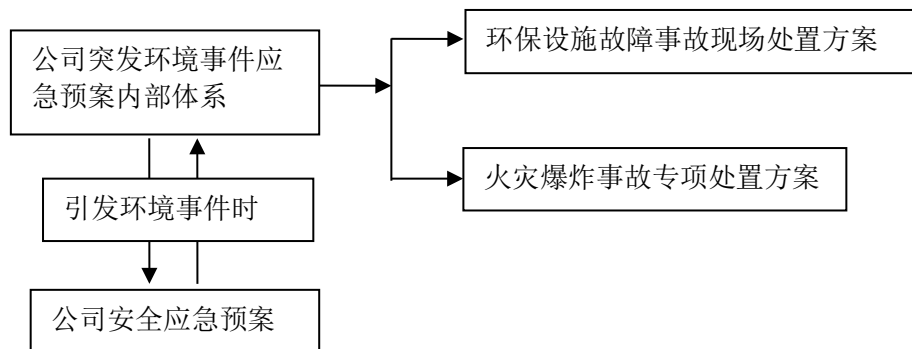 公司突发环境事件应
急预案内部体系
环保设施故障事故现场处置方案
火灾爆炸事故专项处置方案
引发环境事件时
公司安全应急预案